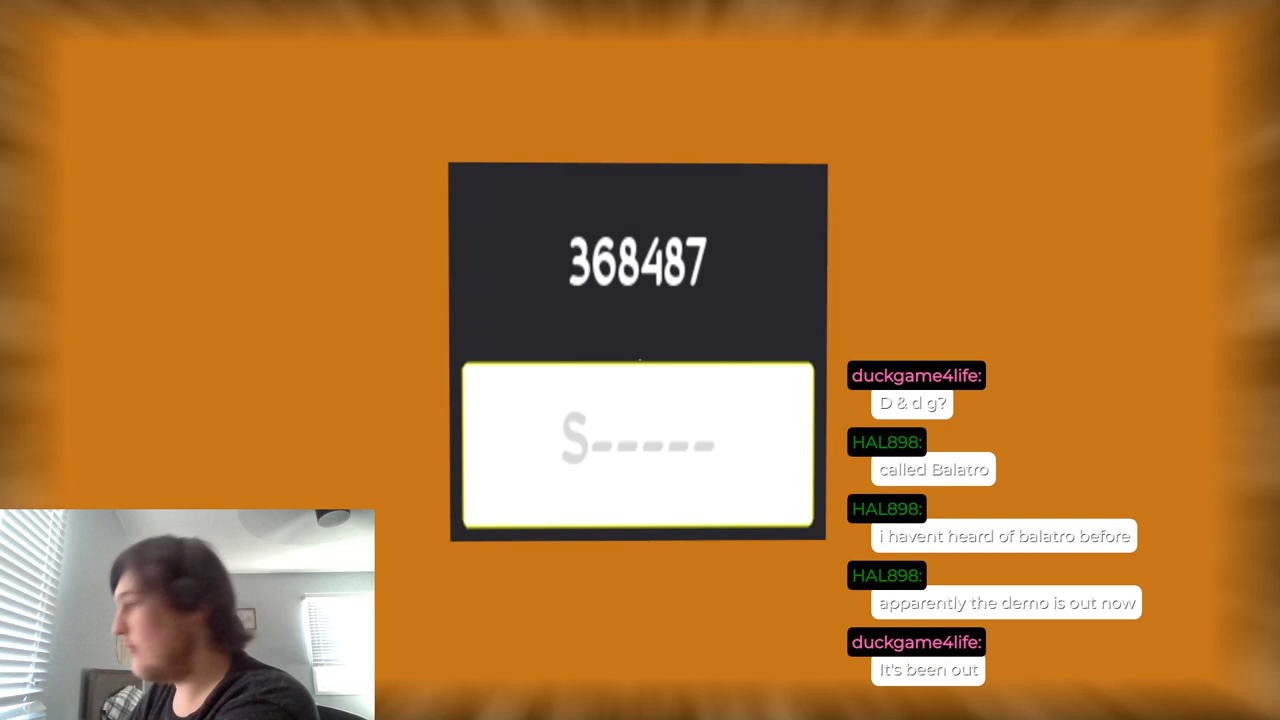 368487
S-----
duckgame4life:
D & d g?
HAL898:
called Balatro
HAL898:
i havent heard of balatro before
HAL898:
apparently the demo is out now
duckgame4life:
It's been out